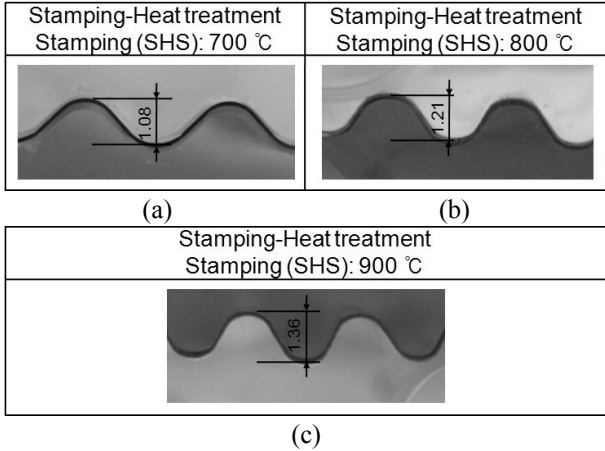 Stamping-Heat treatment
Stamping (SHS): 700 ℃
Stamping-Heat treatment
Stamping (SHS): 800 ℃
1.08
1.21
(a)
(b)
Stamping-Heat treatment
Stamping (SHS): 900 ℃
1.36
(c)